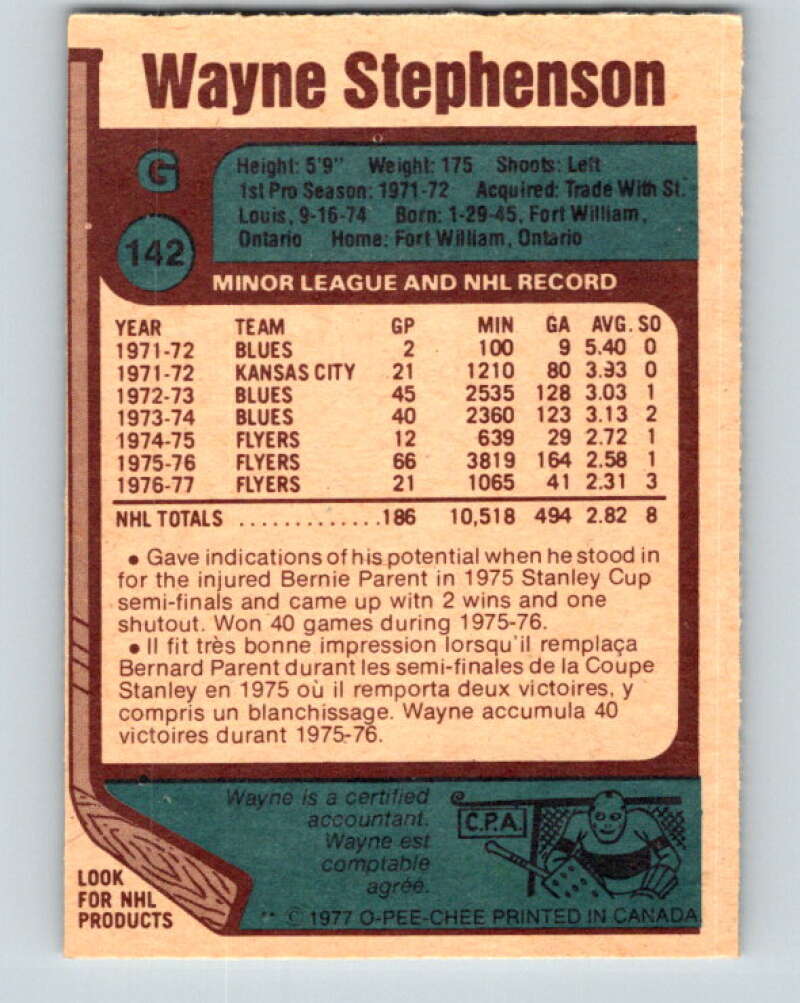 Wayne Stephenson
G
142
Height: 5'9" Weight: 175 Shoots: Left
1st Pro Season: 1971-72 Acquired: Trade With St.
Louis, 9-16-74 Born: 1-29-45, Fort William,
Ontario Home: Fort William, Ontario
MINOR LEAGUE AND NHL RECORD
YEAR TEAM GP MIN GA AVG. SO
1971-72 BLUES 2 100 9 5.40 0
1971-72 KANSAS CITY 21 1210 80 3.93 0
1972-73 BLUES 45 2535 128 3.03 1
1973-74 BLUES 40 2360 123 3.13 2
1974-75 FLYERS 12 639 29 2.72 1
1975-76 FLYERS 66 3819 164 2.58 1
1976-77 FLYERS 21 1065 41 2.31 3
NHL TOTALS .............186 10,518 494 2.82 8
• Gave indications of his potential when he stood in
for the injured Bernie Parent in 1975 Stanley Cup
semi-finals and came up with 2 wins and one
shutout. Won 40 games during 1975-76.
• Il fit très bonne impression lorsqu'il remplaça
Bernard Parent durant les semi-finales de la Coupe
Stanley en 1975 où il remporta deux victoires, y
compris un blanchissage. Wayne accumula 40
victoires durant 1975-76.
Wayne is a certified
accountant.
Wayne est
comptable
agréé.
C.P.A.
LOOK
FOR NHL
PRODUCTS
** © 1977 O-PEE-CHEE PRINTED IN CANADA